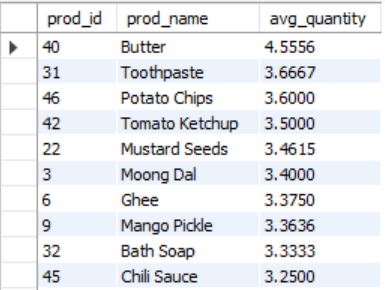 prod_id prod_name avg_quantity
40 Butter 4.5556
31 Toothpaste 3.6667
46 Potato Chips 3.6000
42 Tomato Ketchup 3.5000
22 Mustard Seeds 3.4615
3 Moong Dal 3.4000
6 Ghee 3.3750
9 Mango Pickle 3.3636
32 Bath Soap 3.3333
45 Chili Sauce 3.2500